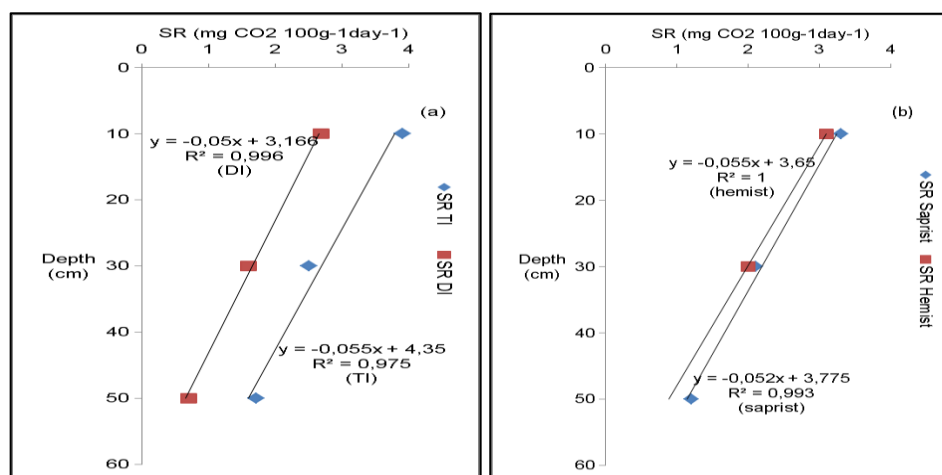 SR (mg CO2 100g-1day-1)
0 1 2 3 4
0
10
20
30
40
50
60
Depth
(cm)
(a)
y = -0,05x + 3,166
R² = 0,996
(DI)
y = -0,055x + 4,35
R² = 0,975
(TI)
SR TI
SR DI
SR (mg CO2 100g-1day-1)
0 1 2 3 4
0
10
20
30
40
50
60
Depth
(cm)
(b)
y = -0,055x + 3,65
R² = 1
(hemist)
y = -0,052x + 3,775
R² = 0,993
(saprist)
SR Saprist
SR Hemist